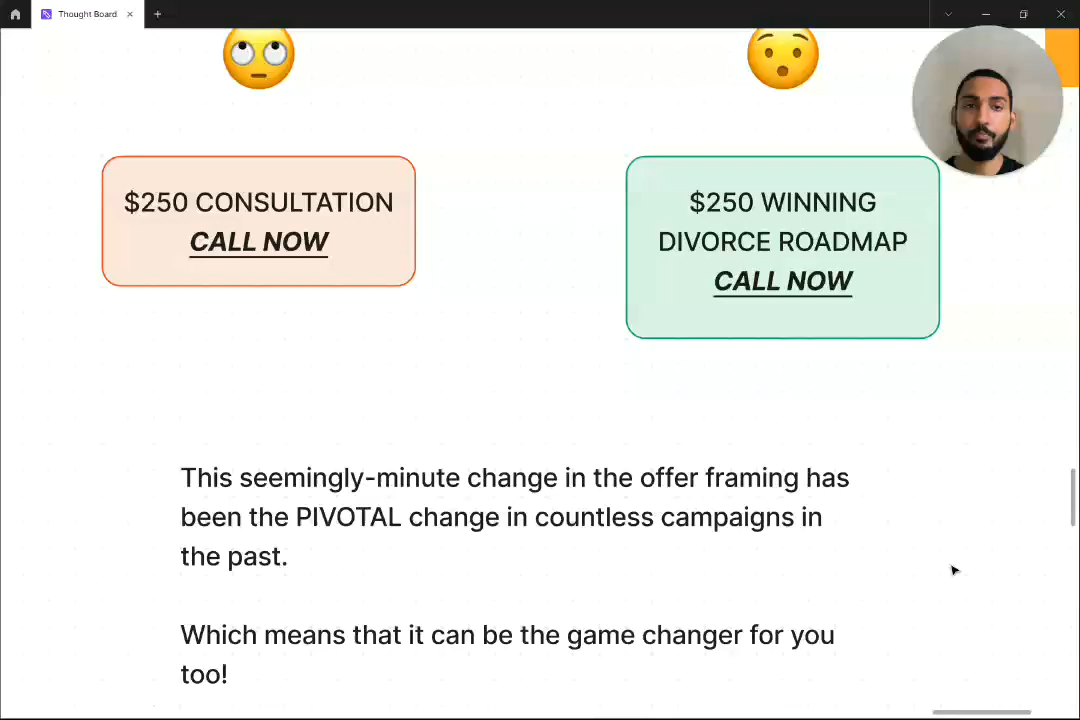 Thought Board
$250 CONSULTATION
CALL NOW
$250 WINNING
DIVORCE ROADMAP
CALL NOW
This seemingly-minute change in the offer framing has
been the PIVOTAL change in countless campaigns in
the past.
Which means that it can be the game changer for you
too!